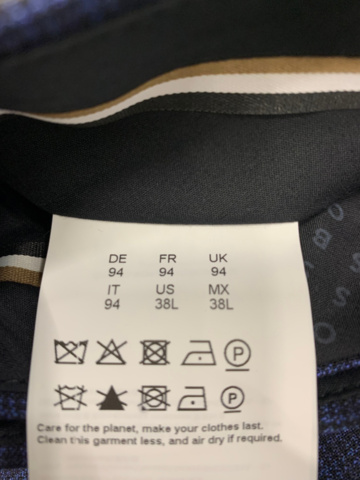 DE FR UK
94 94 94
IT US MX
94 38L 38L
P
P
Care for the planet, make your clothes last.
Clean this garment less, and air dry if required.